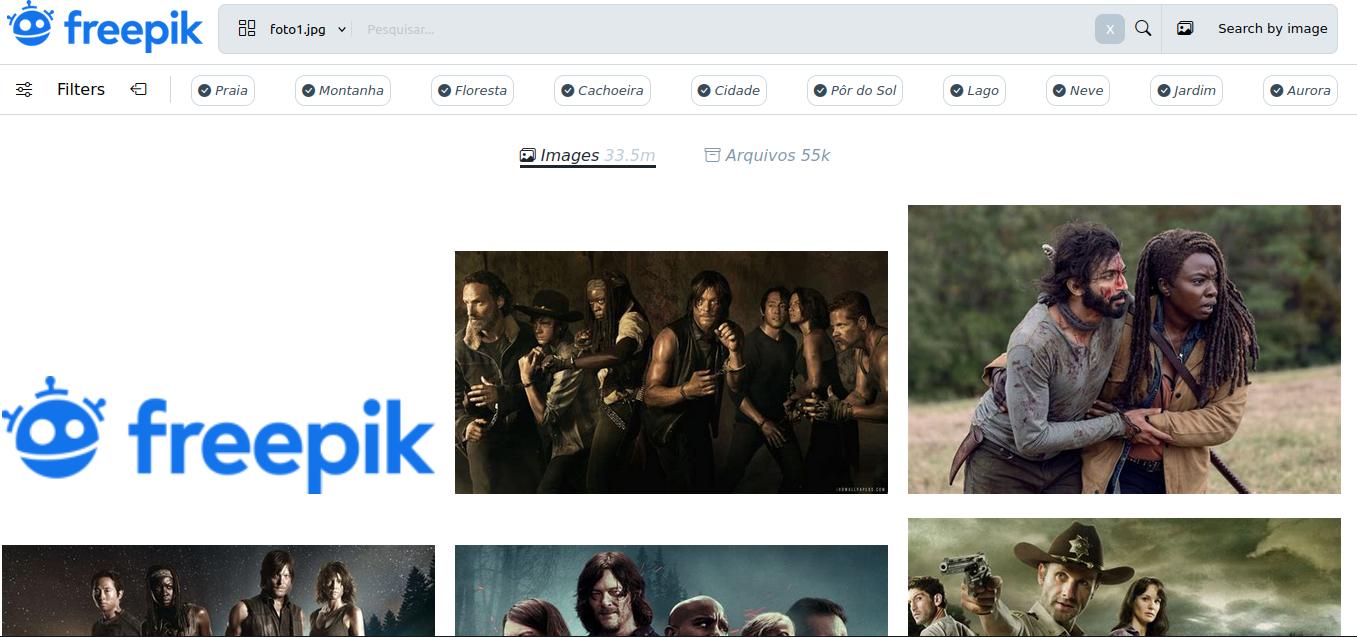 freepik
foto1.jpg
Pesquisar...
X
Search by image
Filters
Praia
Montanha
Floresta
Cachoeira
Cidade
Pôr do Sol
Lago
Neve
Jardim
Aurora
Images 33.5m
Arquivos 55k
freepik